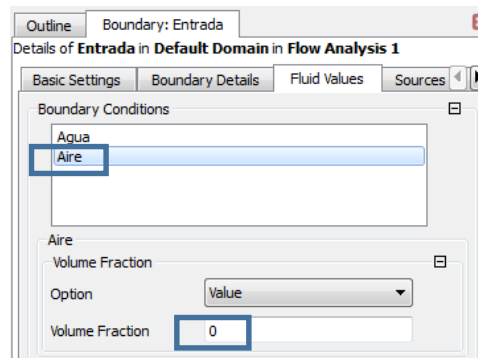 Outline Boundary: Entrada
Details of Entrada in Default Domain in Flow Analysis 1
Basic Settings Boundary Details Fluid Values Sources
Boundary Conditions
Agua
Aire
Aire
Volume Fraction
Option Value
Volume Fraction 0